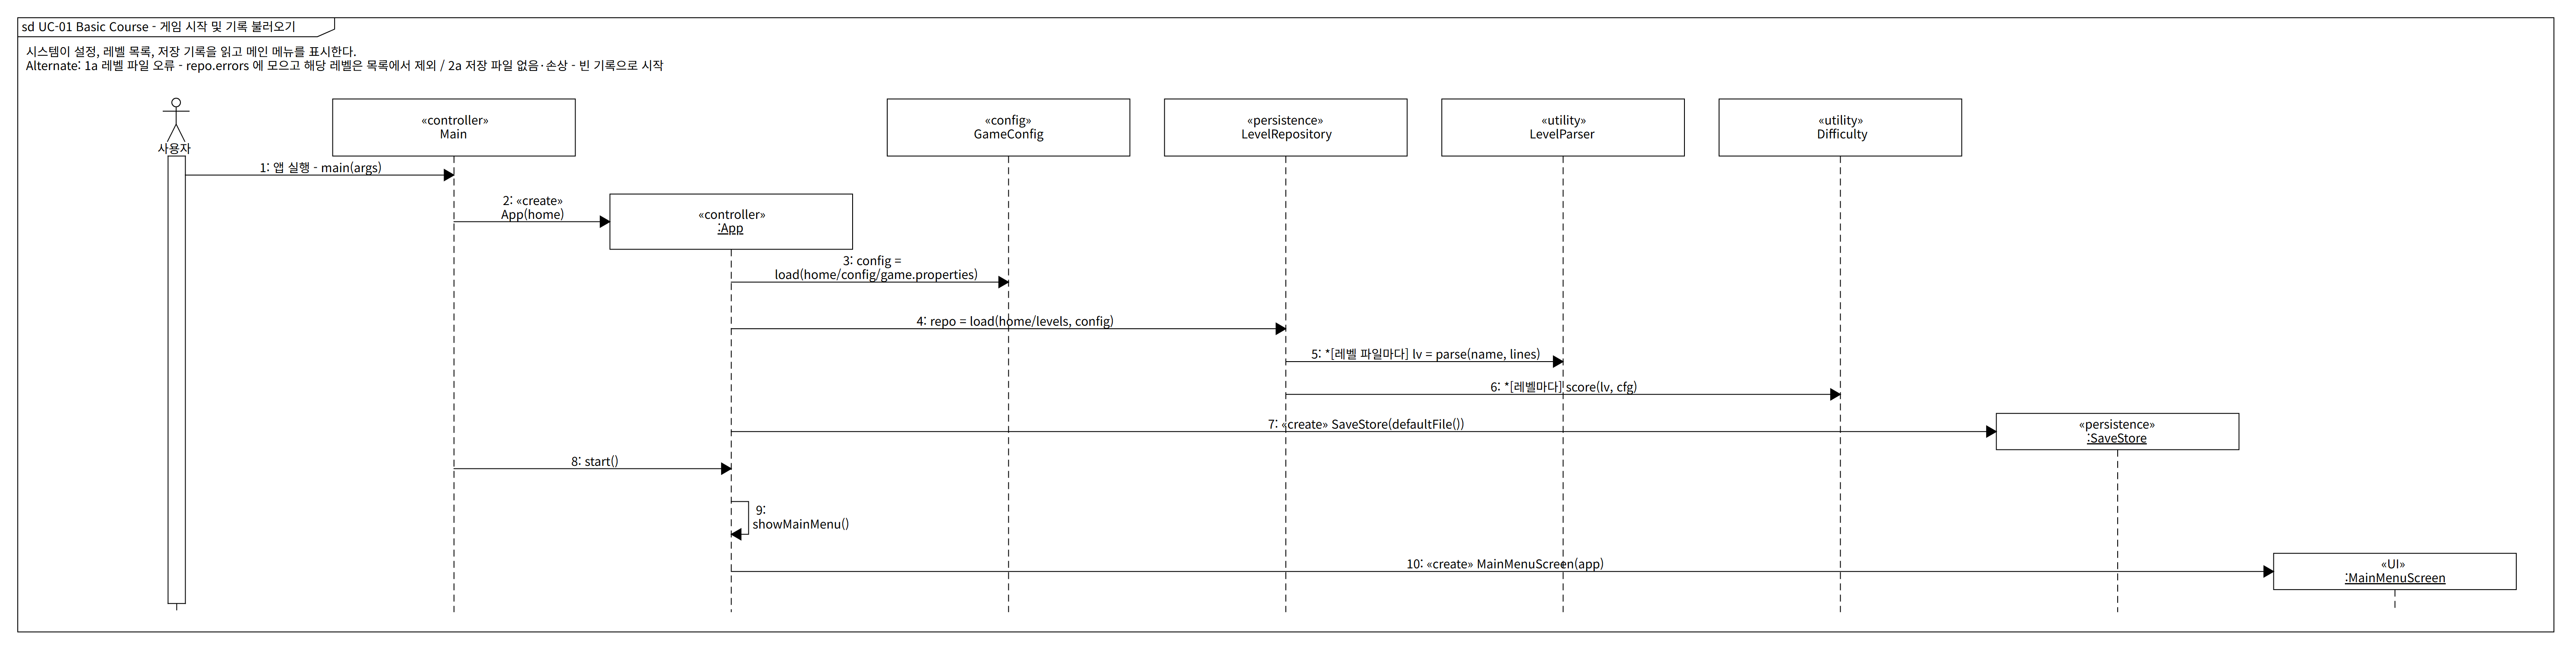 sd UC-01 Basic Course - 게임 시작 및 기록 불러오기
시스템이 설정, 레벨 목록, 저장 기록을 읽고 메인 메뉴를 표시한다.
Alternate: 1a 레벨 파일 오류 - repo.errors 에 모으고 해당 레벨은 목록에서 제외 / 2a 저장 파일 없음·손상 - 빈 기록으로 시작
사용자
«controller»
Main
«config»
GameConfig
«persistence»
LevelRepository
«utility»
LevelParser
«utility»
Difficulty
1: 앱 실행 - main(args)
2: «create»
App(home)
«controller»
:App
3: config =
load(home/config/game.properties)
4: repo = load(home/levels, config)
5: *[레벨 파일마다] lv = parse(name, lines)
6: *[레벨마다] score(lv, cfg)
7: «create» SaveStore(defaultFile())
«persistence»
:SaveStore
8: start()
9:
showMainMenu()
10: «create» MainMenuScreen(app)
«UI»
:MainMenuScreen